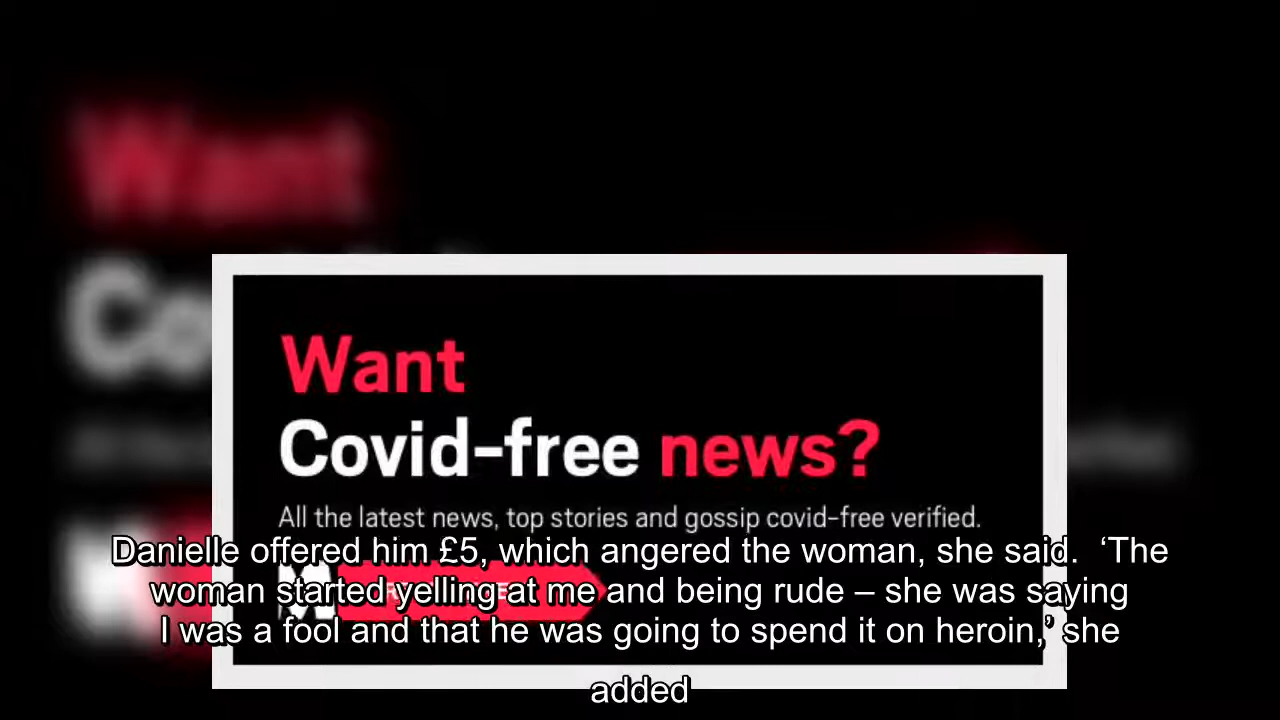 Want
Covid-free news?
All the latest news, top stories and gossip covid-free verified.
Danielle offered him £5, which angered the woman, she said.  ‘The
woman started yelling at me and being rude – she was saying
I was a fool and that he was going to spend it on heroin,’ she
added